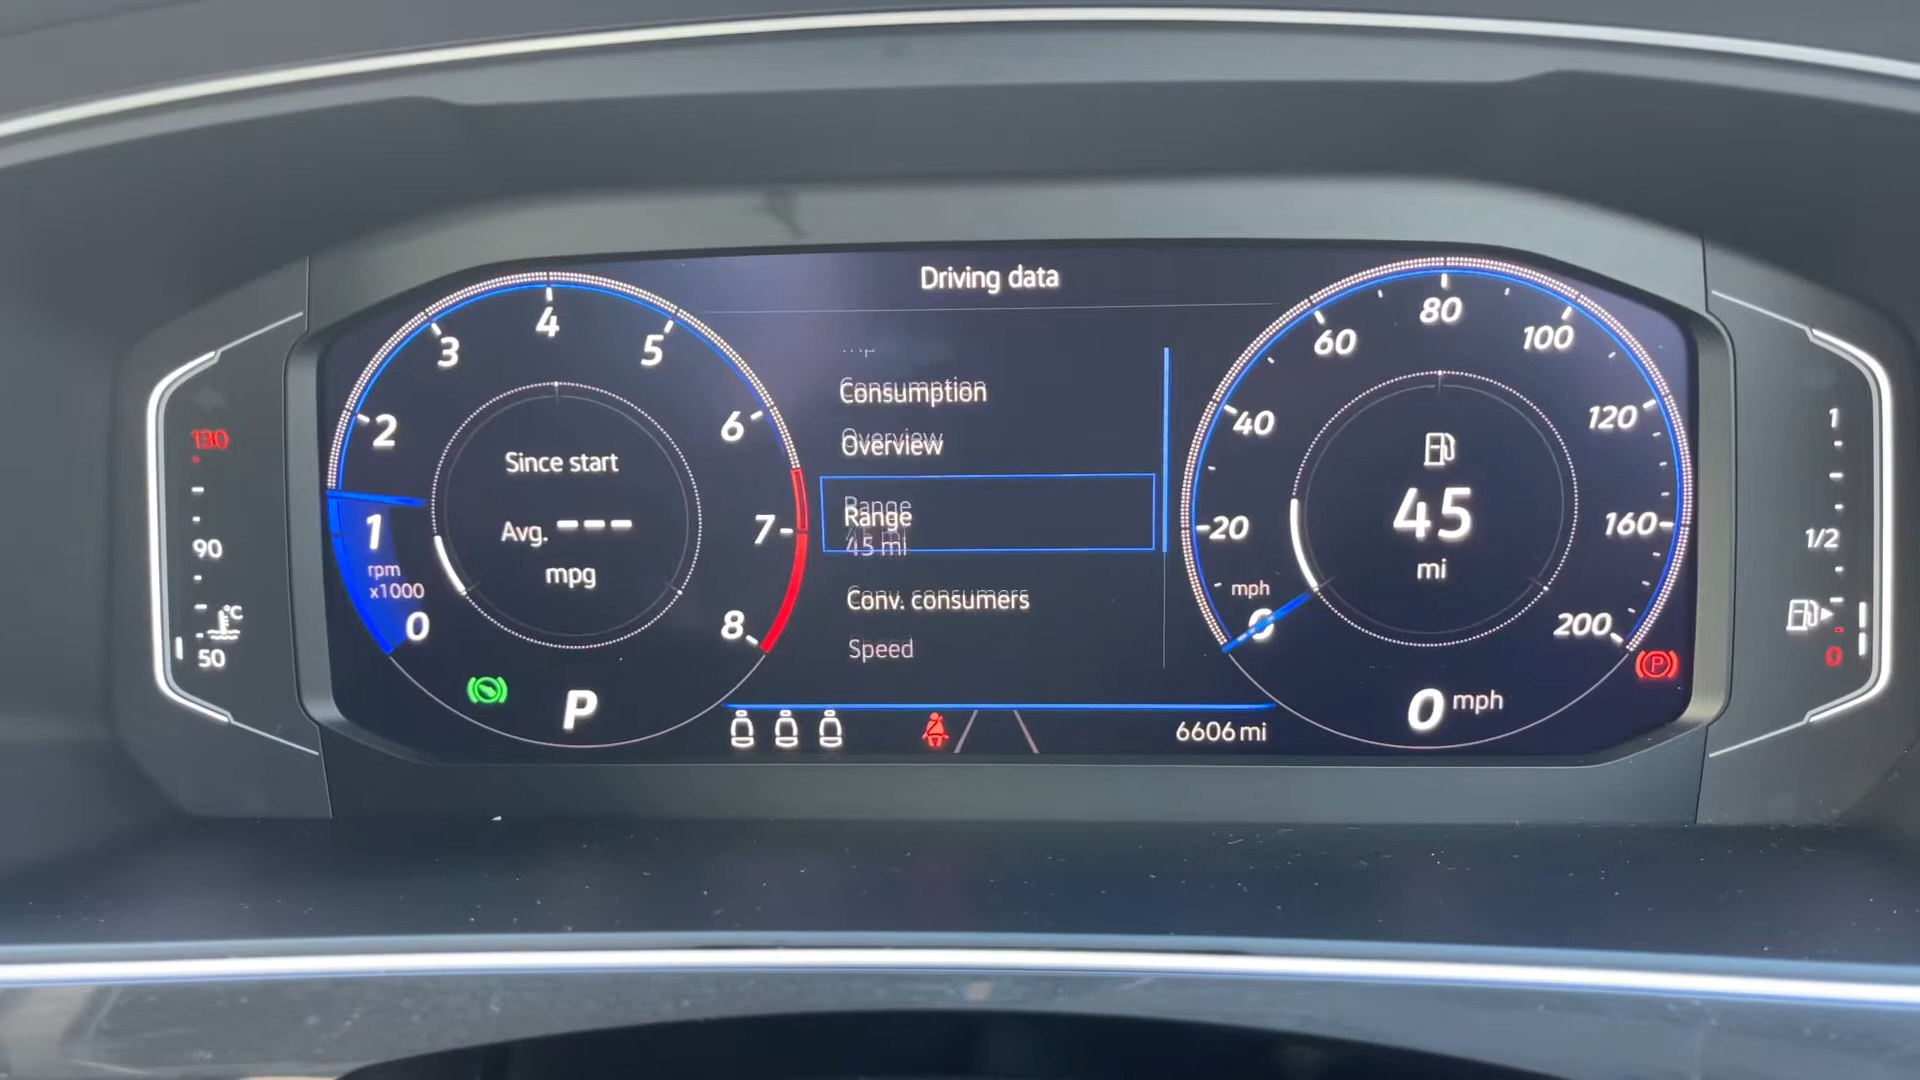 Driving data
130
90
°C
50
0
1
2
3
4
5
6
7
8
rpm
x1000
Since start
Avg. ---
mpg
P
Consumption
Overview
Range
45 mi
Conv. consumers
Speed
6606 mi
0
20
40
60
80
100
120
160
200
mph
45
mi
0 mph
P
1
1/2
0